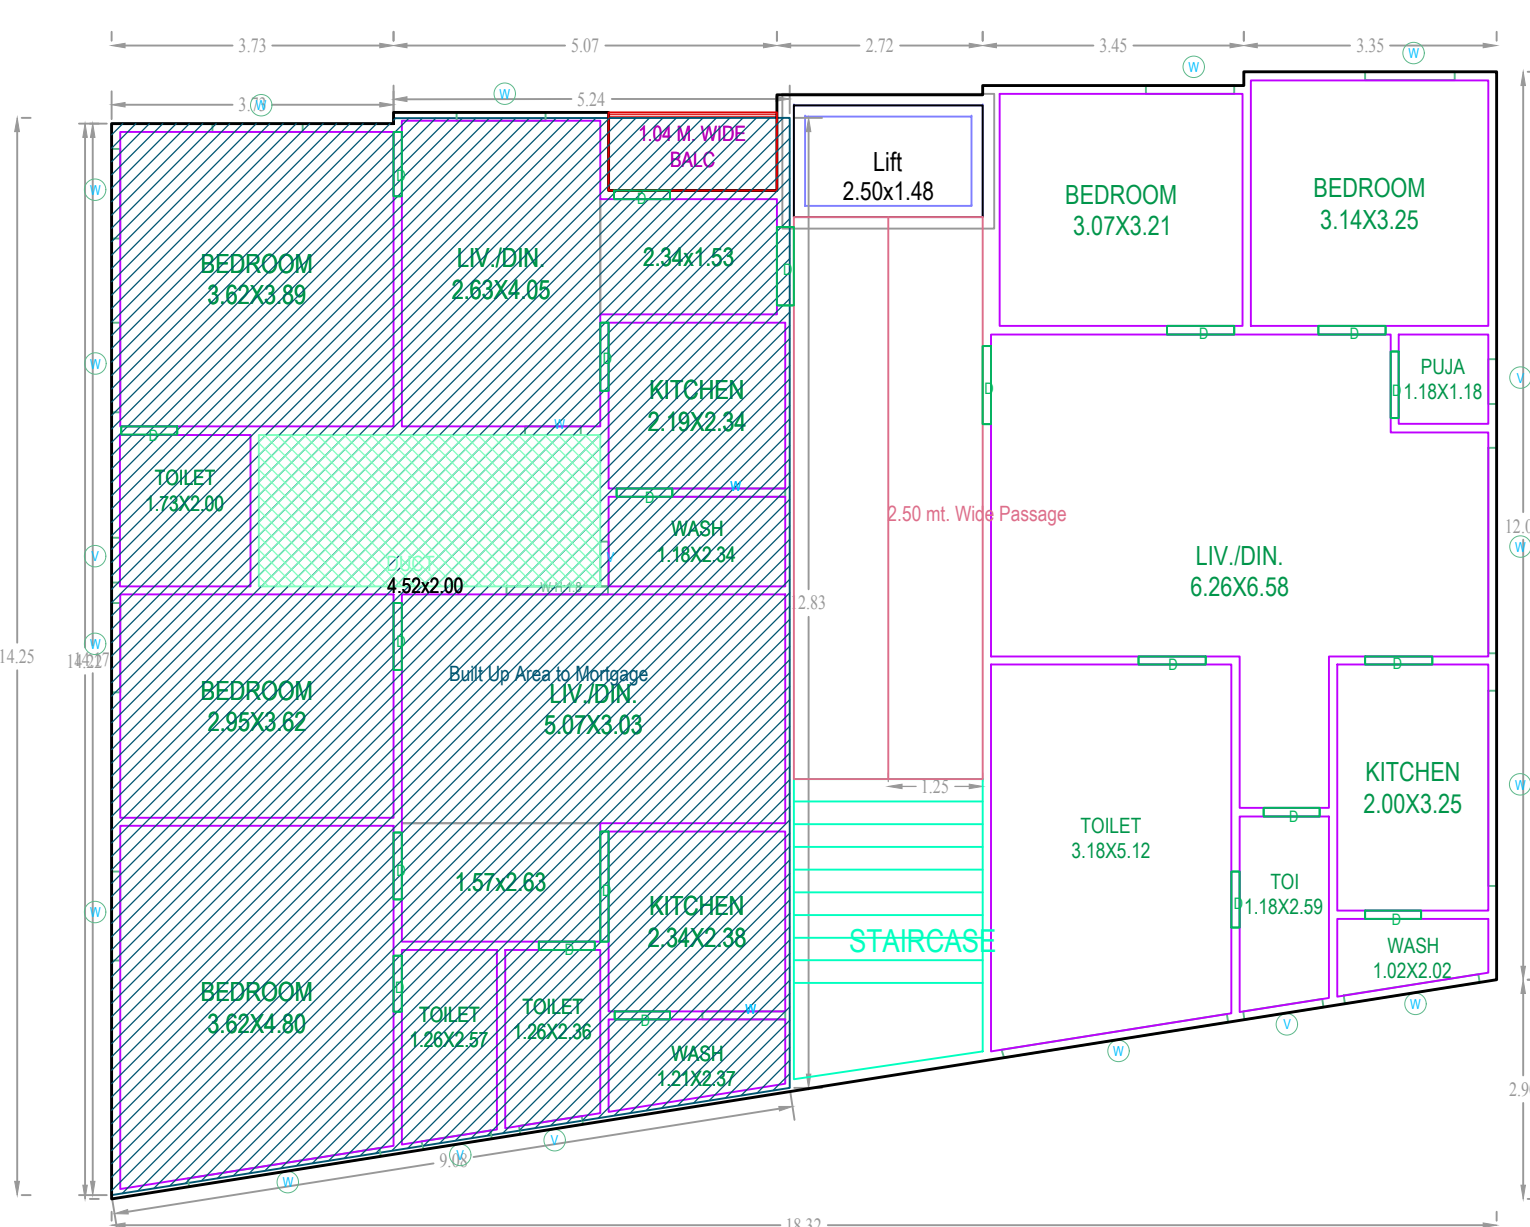 3.73
5.07
2.72
3.45
3.35
W
W
W
W
5.24
1.04 M. WIDE
BALC
D
Lift
2.50x1.48
BEDROOM
3.07X3.21
BEDROOM
3.14X3.25
W
BEDROOM
3.62X3.89
LIV./DIN.
2.63X4.05
2.34x1.53
D
D
D
D
W
D
D
D
PUJA
1.18X1.18
V
KITCHEN
2.19X2.34
W
D
TOILET
1.73X2.00
W
D
2.50 mt. Wide Passage
WASH
1.18X2.34
V
4.52x2.00
LIV./DIN.
6.26X6.58
W
2.83
W
14.25
D
Built Up Area to Mortgage
BEDROOM
2.95X3.62
LIV./DIN.
5.07X3.03
D
D
1.25
KITCHEN
2.00X3.25
W
D
TOILET
3.18X5.12
D
1.57x2.63
D
D
KITCHEN
2.34X2.38
TOI
1.18X2.59
D
D
W
STAIRCASE
D
WASH
1.02X2.02
BEDROOM
3.62X4.80
D
TOILET
1.26X2.57
TOILET
1.26X2.36
D
W
W
V
W
WASH
1.21X2.37
V
V
9.08
W
18.32